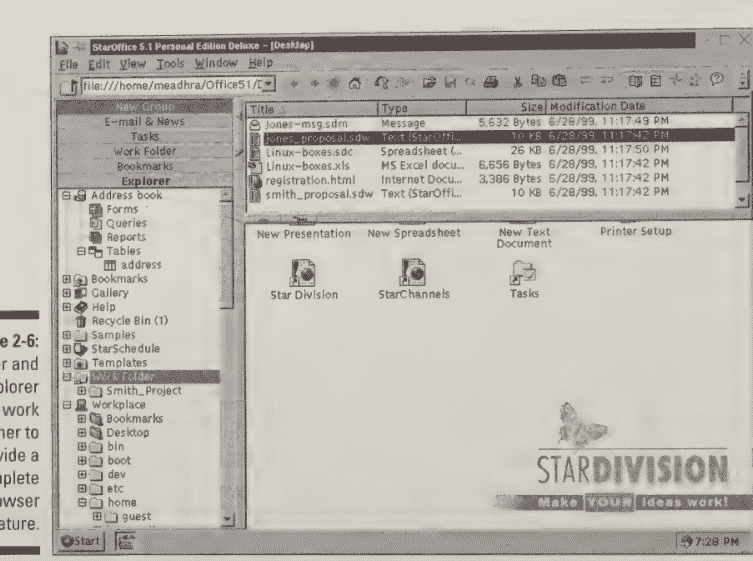 StarOffice 5.1 Personal Edition Deluxe - [Desktop]
File Edit View Tools Window Help
file:///home/meadhra/Office51/D
New Group
E-mail & News
Tasks
Work Folder
Bookmarks
Explorer
Address book
Forms
Queries
Reports
Tables
address
Bookmarks
Gallery
Help
Recycle Bin (1)
Samples
StarSchedule
Templates
Work Folder
Smith_Project
Workplace
Bookmarks
Desktop
bin
boot
dev
etc
home
guest
Title Type Size Modification Date
Jones-msg.sdm Message 5,632 Bytes 6/28/99, 11:17:49 PM
jones_proposal.sdw Text (StarOffi... 10 KB 6/28/99, 11:17:42 PM
Linux-boxes.sdc Spreadsheet (... 26 KB 6/28/99, 11:17:50 PM
Linux-boxes.xls MS Excel docu... 6,656 Bytes 6/28/99, 11:17:42 PM
registration.html Internet Docu... 3,386 Bytes 6/28/99, 11:17:42 PM
smith_proposal.sdw Text (StarOffi... 10 KB 6/28/99, 11:17:42 PM
New Presentation New Spreadsheet New Text Document Printer Setup
Star Division StarChannels Tasks
STARDIVISION
Make YOUR ideas work!
Start 7:28 PM
e 2-6:
r and
plorer
work
her to
vide a
mplete
owser
ature.